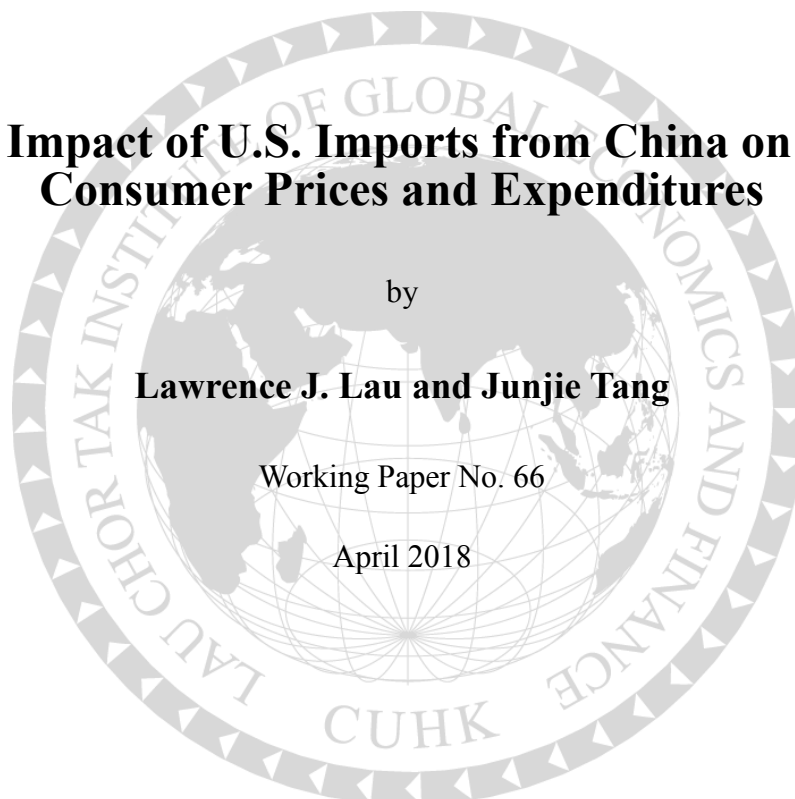 Impact of U.S. Imports from China on
Consumer Prices and Expenditures
by
Lawrence J. Lau and Junjie Tang
Working Paper No. 66
April 2018
LAU CHOR TAK INSTITUTE OF GLOBAL ECONOMICS AND FINANCE
CUHK